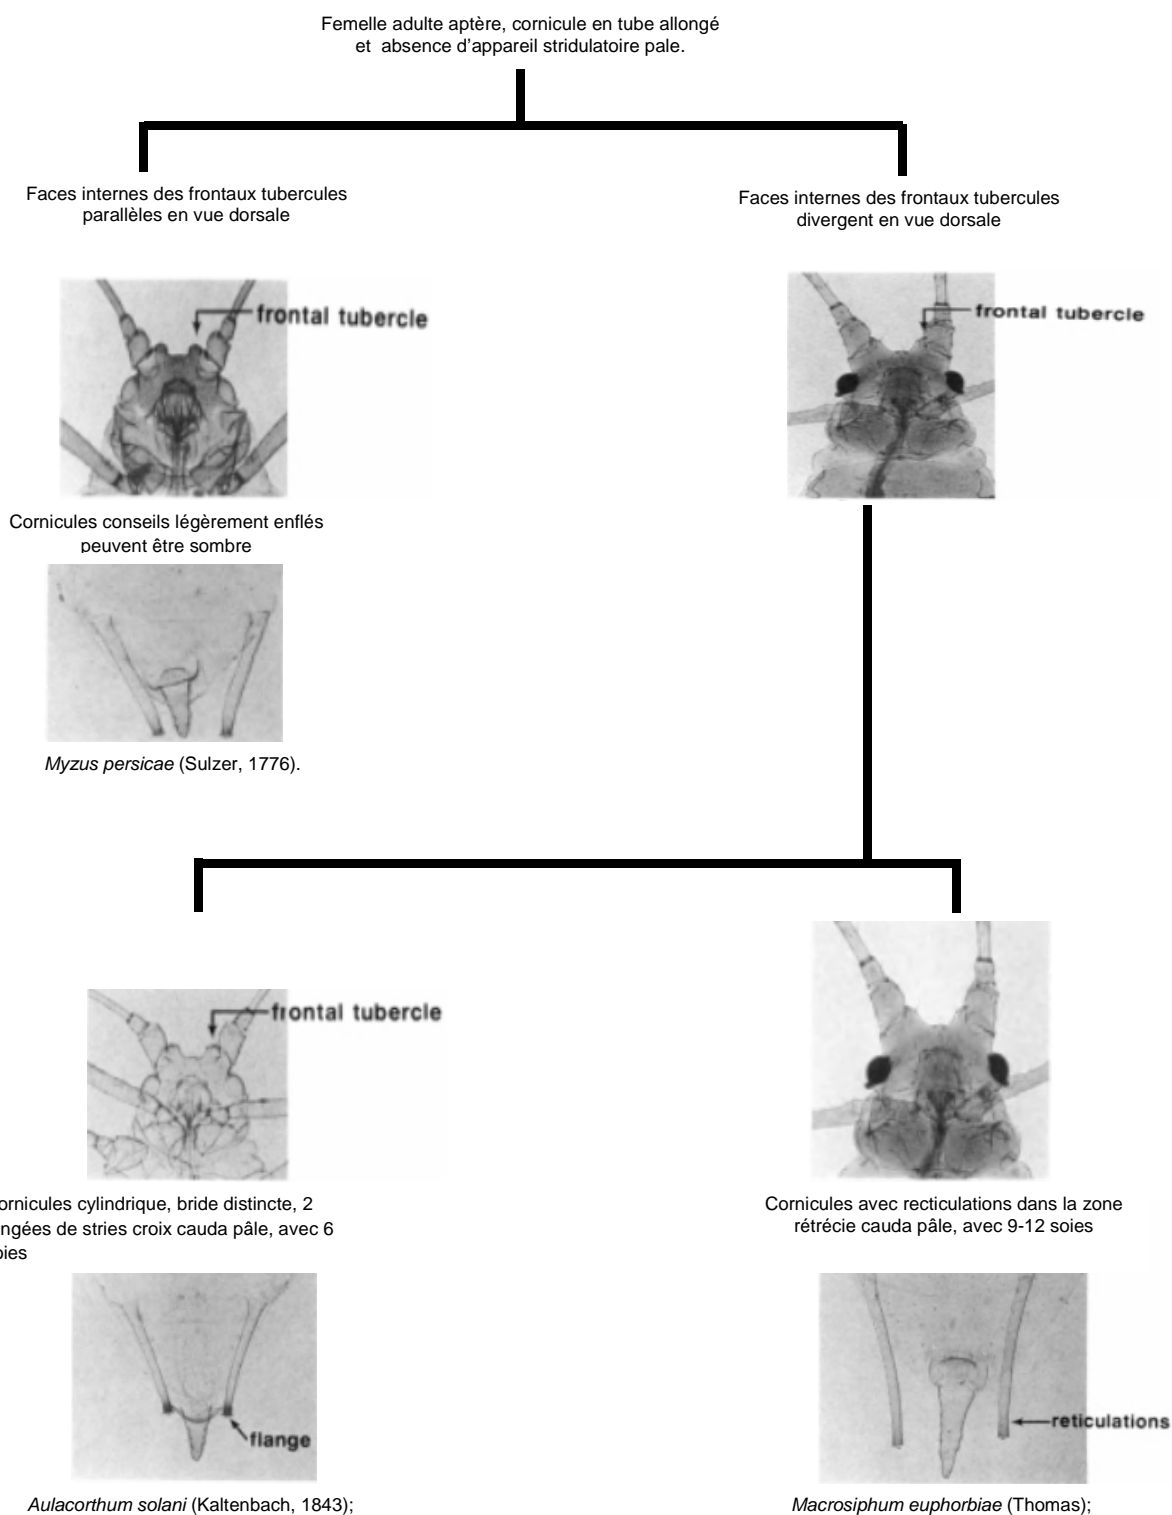 Femelle adulte aptère, cornicule en tube allongé
et absence d'appareil stridulatoire pale.
Faces internes des frontaux tubercules
parallèles en vue dorsale
Faces internes des frontaux tubercules
divergent en vue dorsale
frontal tubercle
frontal tubercle
Cornicules conseils légèrement enflés
peuvent être sombre
Myzus persicae (Sulzer, 1776).
frontal tubercle
ornicules cylindrique, bride distincte, 2
ngées de stries croix cauda pâle, avec 6
oies
Cornicules avec recticulations dans la zone
rétrécie cauda pâle, avec 9-12 soies
flange
reticulations
Aulacorthum solani (Kaltenbach, 1843);
Macrosiphum euphorbiae (Thomas);